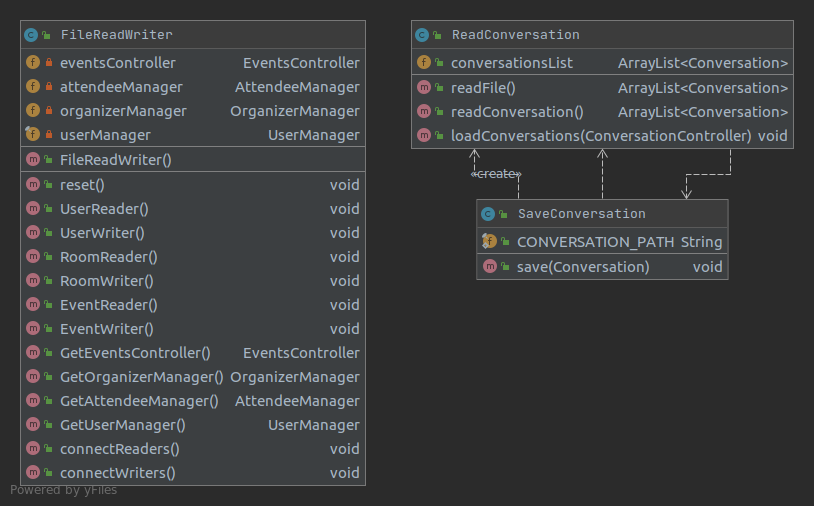 FileReadWriter
eventsController EventsController
attendeeManager AttendeeManager
organizerManager OrganizerManager
userManager UserManager
FileReadWriter()
reset() void
UserReader() void
UserWriter() void
RoomReader() void
RoomWriter() void
EventReader() void
EventWriter() void
GetEventsController() EventsController
GetOrganizerManager() OrganizerManager
GetAttendeeManager() AttendeeManager
GetUserManager() UserManager
connectReaders() void
connectWriters() void
ReadConversation
conversationsList ArrayList<Conversation>
readFile() ArrayList<Conversation>
readConversation() ArrayList<Conversation>
loadConversations(ConversationController) void
«create»
SaveConversation
CONVERSATION_PATH String
save(Conversation) void
Powered by yFiles